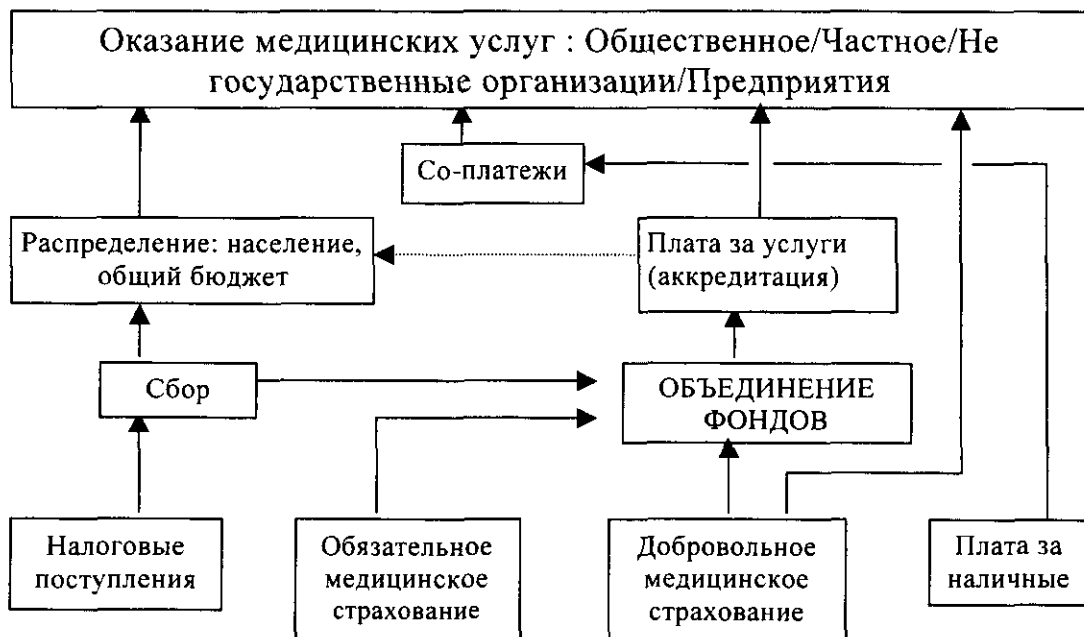 Оказание медицинских услуг : Общественное/Частное/Не
государственные организации/Предприятия
Со-платежи
Распределение: население,
общий бюджет
Плата за услуги
(аккредитация)
Сбор
ОБЪЕДИНЕНИЕ
ФОНДОВ
Налоговые
поступления
Обязательное
медицинское
страхование
Добровольное
медицинское
страхование
Плата за
наличные